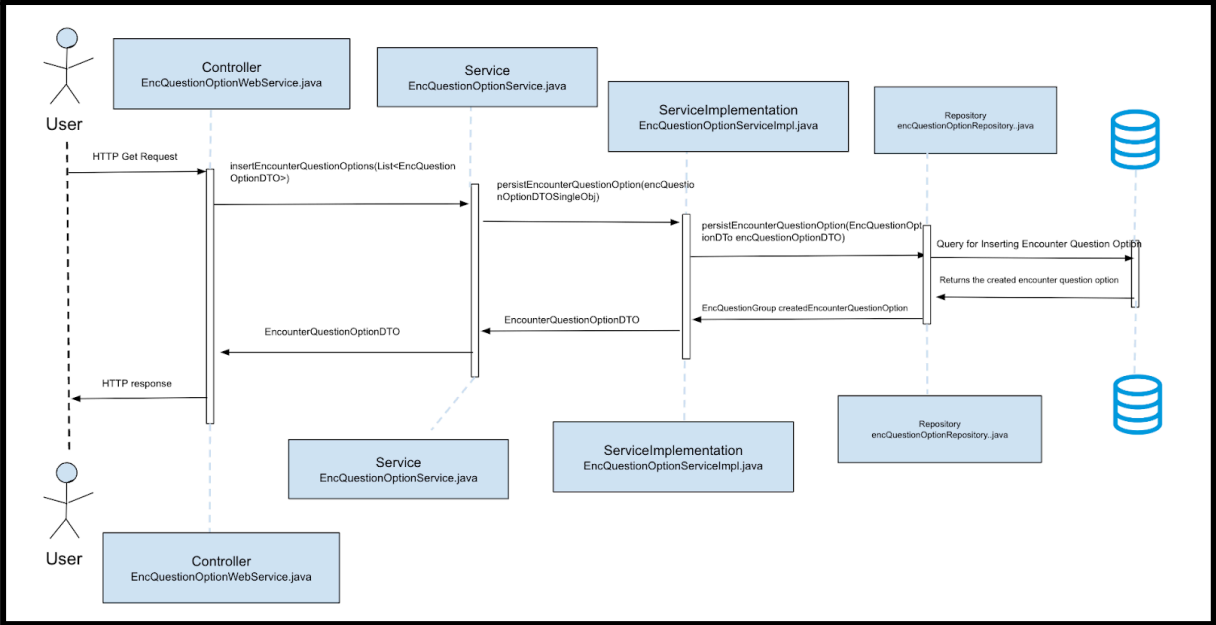 Controller
EncQuestionOptionWebService.java
Service
EncQuestionOptionService.java
ServiceImplementation
EncQuestionOptionServiceImpl.java
Repository
encQuestionOptionRepository..java
User
HTTP Get Request
insertEncounterQuestionOptions(List<EncQuestion
OptionDTO>)
persistEncounterQuestionOption(encQuestio
nOptionDTOSingleObj)
persistEncounterQuestionOption(EncQuestionOpt
ionDTo encQuestionOptionDTO)
Query for Inserting Encounter Question Option
Returns the created encounter question option
EncQuestionGroup createdEncounterQuestionOption
EncounterQuestionOptionDTO
EncounterQuestionOptionDTO
HTTP response
Repository
encQuestionOptionRepository..java
ServiceImplementation
EncQuestionOptionServiceImpl.java
Service
EncQuestionOptionService.java
User
Controller
EncQuestionOptionWebService.java